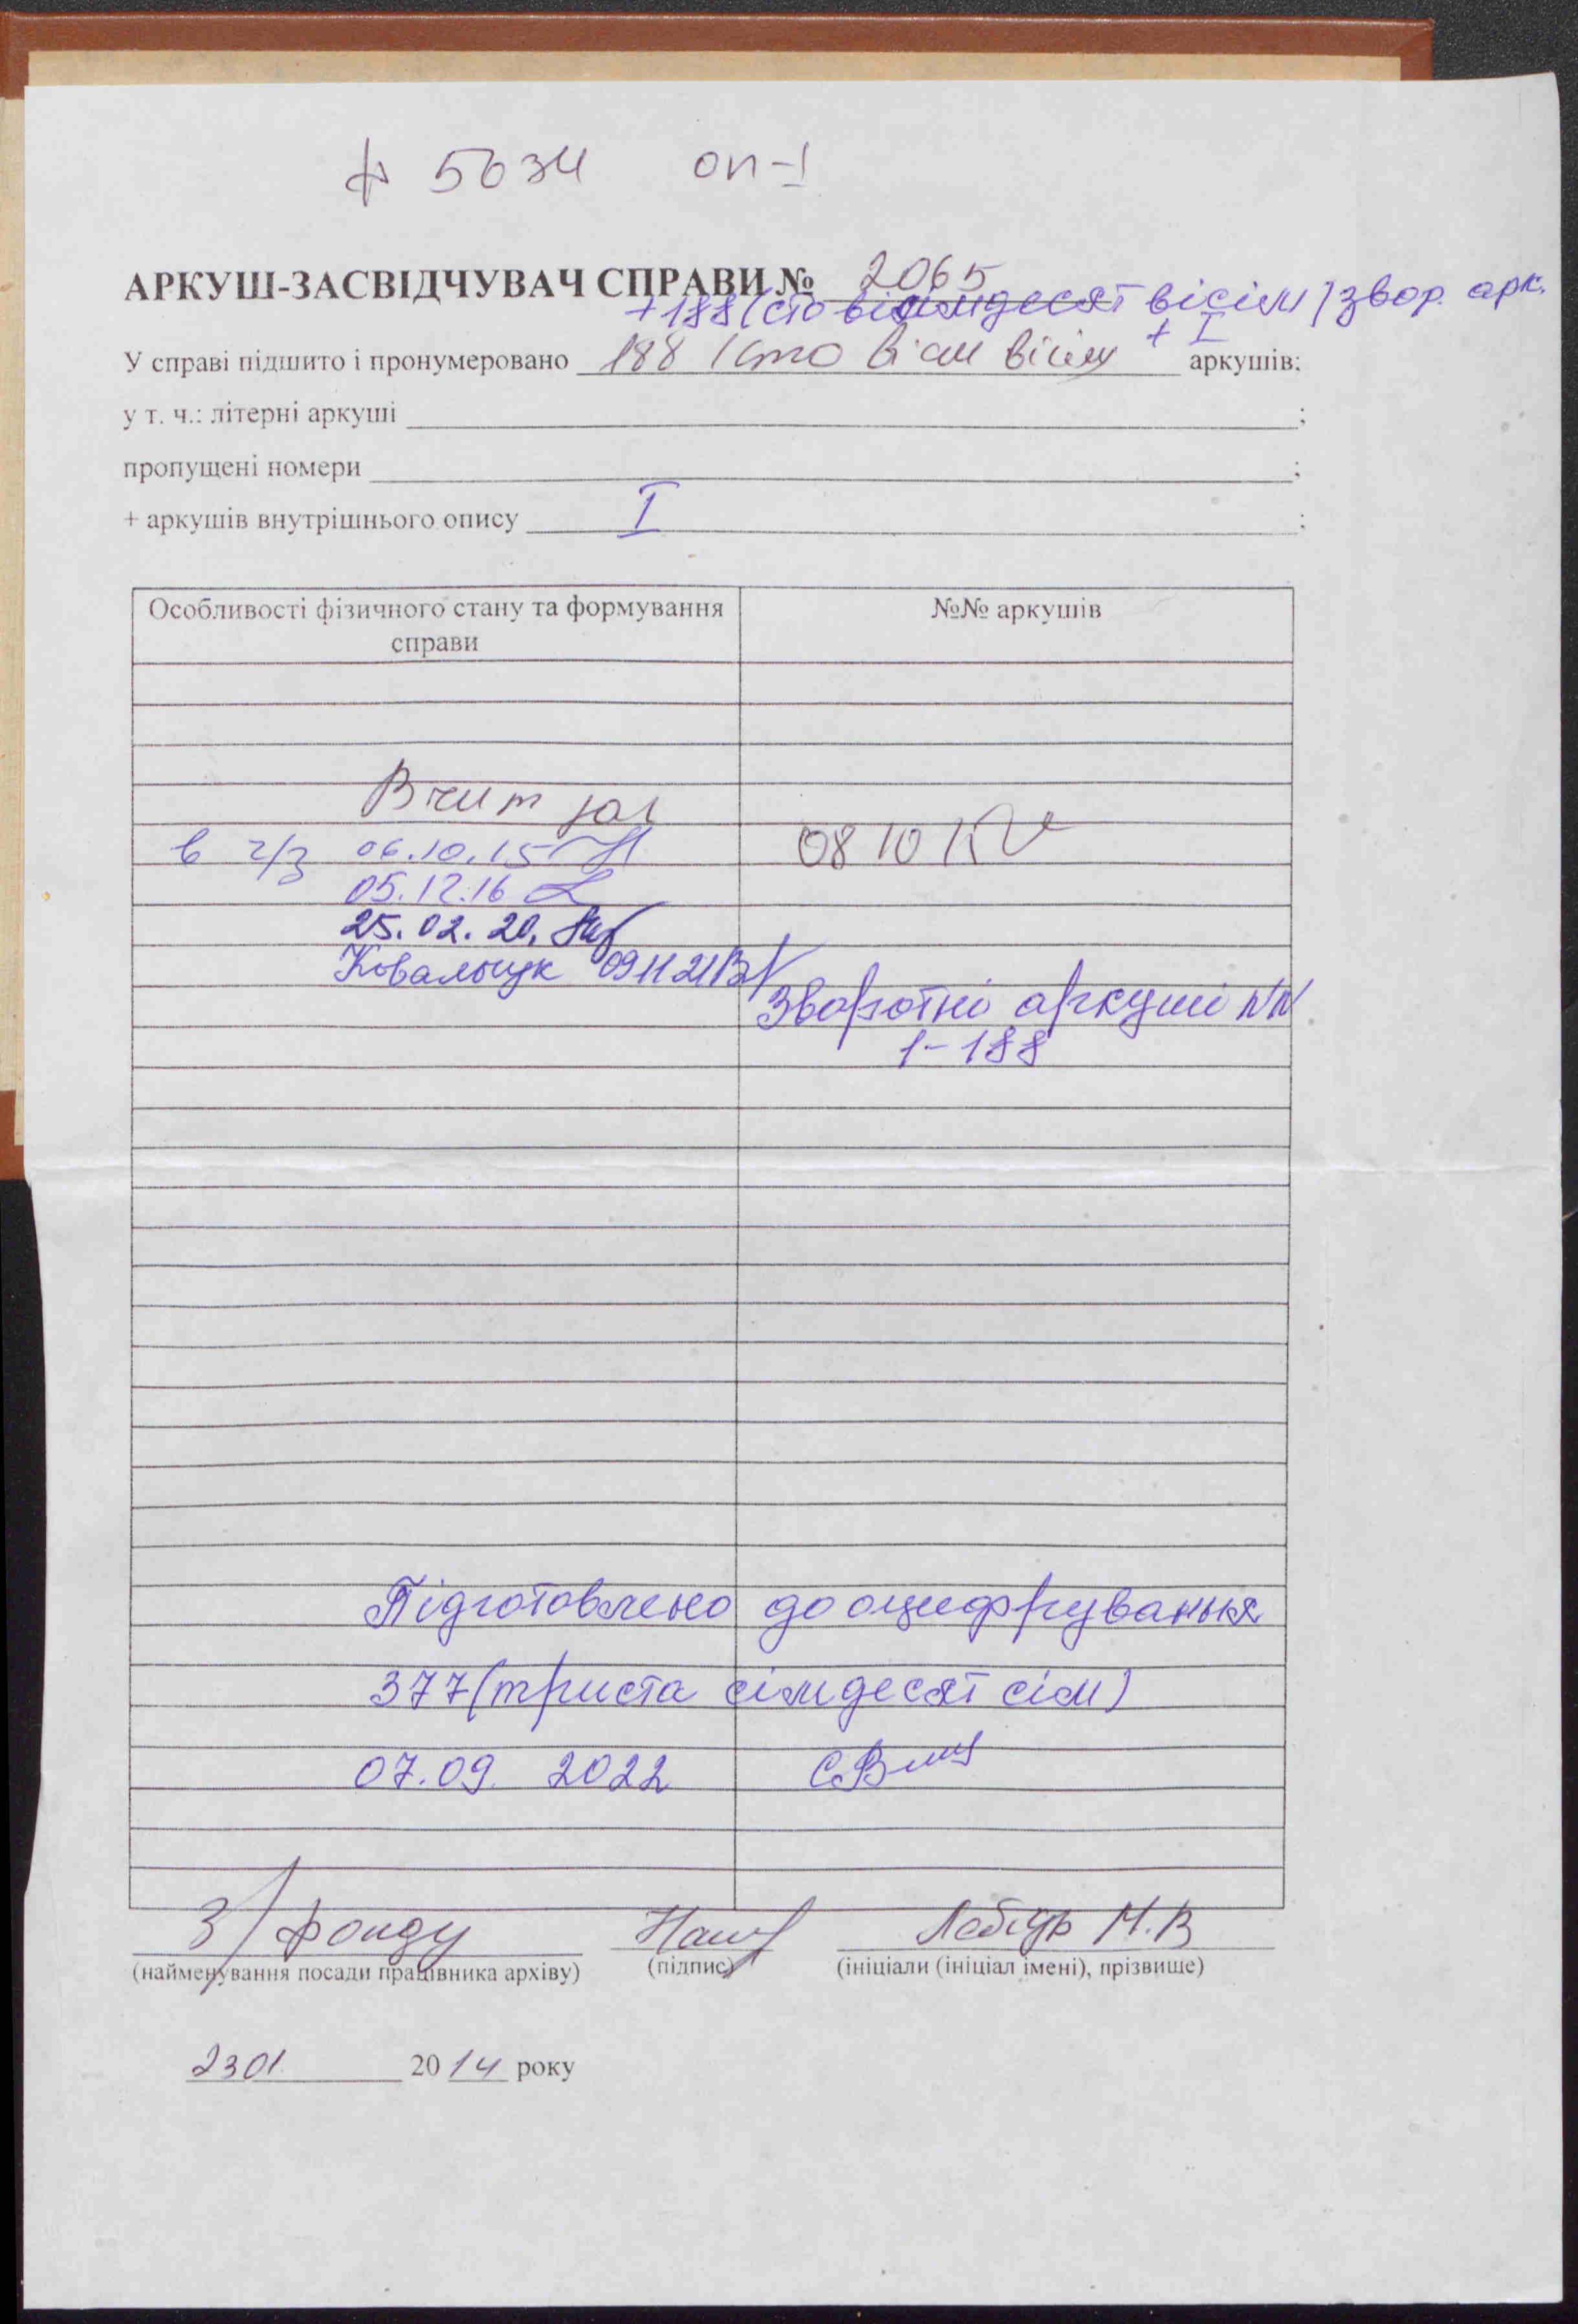 ф 5634 оп-1
АРКУШ-ЗАСВІДЧУВАЧ СПРАВИ № 2065
+188 (сто вісімдесят вісім) звор. арк.
+ I
У справі підшито і пронумеровано 188 (сто вісім вісім аркушів;
у т. ч.: літерні аркуші ;
пропущені номери ;
+ аркушів внутрішнього опису I ;
Особливості фізичного стану та формування справи
№№ аркушів
В чит зал
в ч/з 06.10.15
08 10
05.12.16
25.02.20.
Ковальчук 09 11 21
Зворотні аркуші №№
1-188
Підготовлено до оцифрування
377 (триста сімдесят сім)
07.09. 2022
З/фонду Лебідь М.В
(найменування посади працівника архіву) (підпис) (ініціали (ініціал імені), прізвище)
2301 2014 року